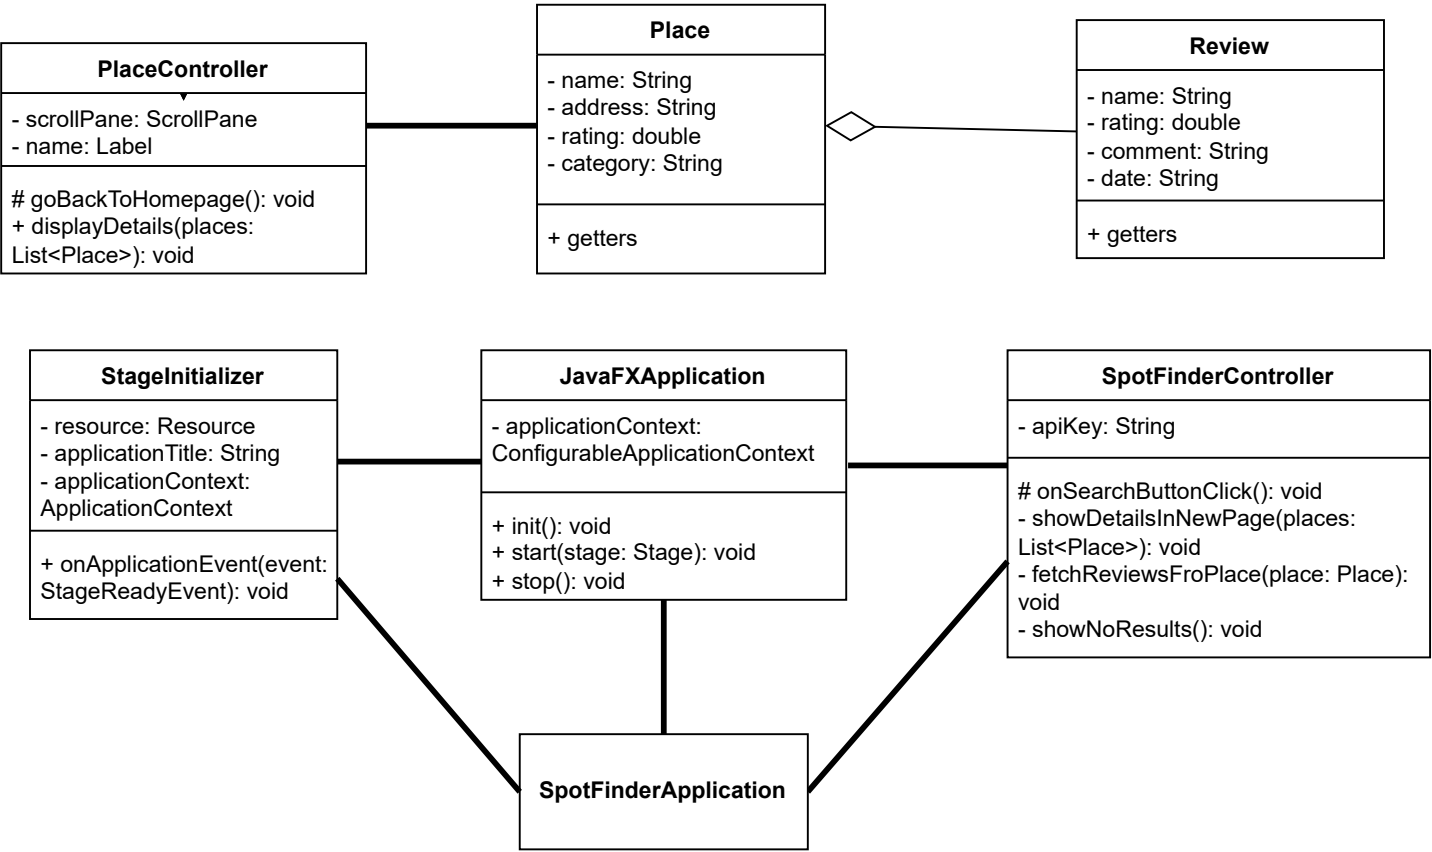 PlaceController
- scrollPane: ScrollPane
- name: Label
# goBackToHomepage(): void
+ displayDetails(places:
List<Place>): void
Place
- name: String
- address: String
- rating: double
- category: String
+ getters
Review
- name: String
- rating: double
- comment: String
- date: String
+ getters
StageInitializer
- resource: Resource
- applicationTitle: String
- applicationContext:
ApplicationContext
+ onApplicationEvent(event:
StageReadyEvent): void
JavaFXApplication
- applicationContext:
ConfigurableApplicationContext
+ init(): void
+ start(stage: Stage): void
+ stop(): void
SpotFinderController
- apiKey: String
# onSearchButtonClick(): void
- showDetailsInNewPage(places:
List<Place>): void
- fetchReviewsFroPlace(place: Place):
void
- showNoResults(): void
SpotFinderApplication